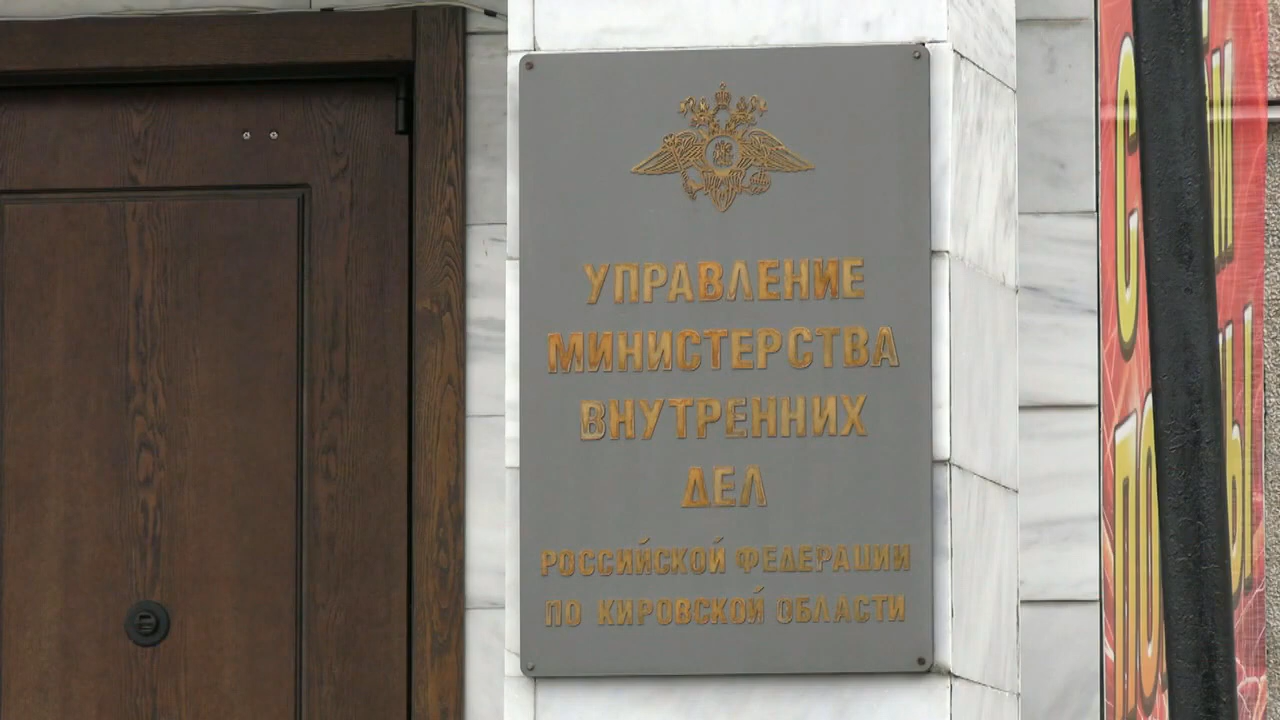 УПРАВЛЕНИЕ
МИНИСТЕРСТВА
ВНУТРЕННИХ
ДЕЛ
РОССИЙСКОЙ ФЕДЕРАЦИИ
ПО КИРОВСКОЙ ОБЛАСТИ